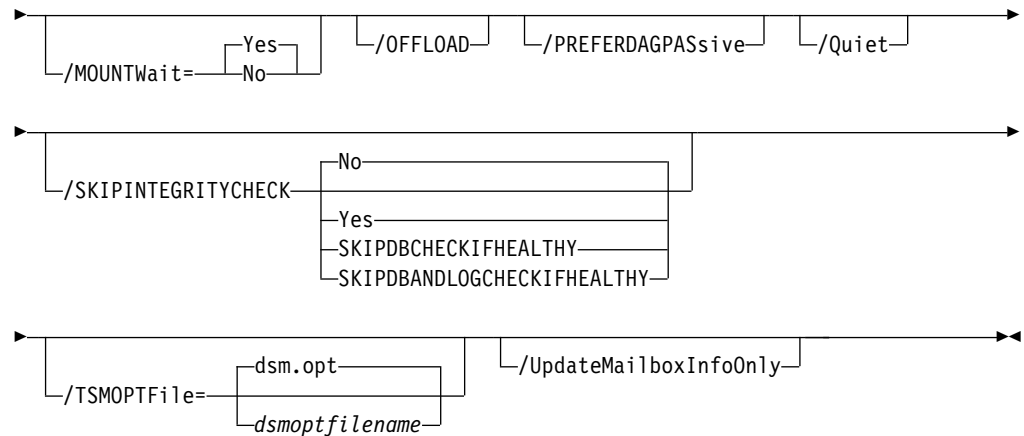 Yes
/MOUNTWait= No /OFFLOAD /PREFERDAGPASsive /Quiet
No
/SKIPINTEGRITYCHECK
Yes
SKIPDBCHECKIFHEALTHY
SKIPDBANDLOGCHECKIFHEALTHY
dsm.opt /UpdateMailboxInfoOnly
/TSMOPTFile=
dsmoptfilename